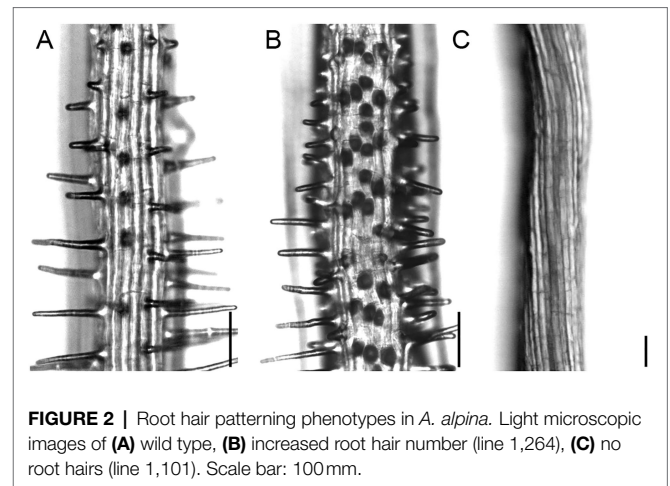 A B C
FIGURE 2 | Root hair patterning phenotypes in A. alpina. Light microscopic
images of (A) wild type, (B) increased root hair number (line 1,264), (C) no
root hairs (line 1,101). Scale bar: 100 mm.